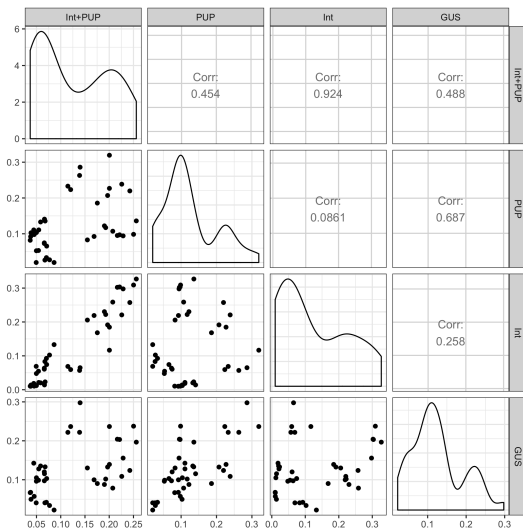 Int+PUP PUP Int GUS
6
4
2
0
Corr:
0.454
Corr:
0.924
Corr:
0.488
Int+PUP
0.3
0.2
0.1
Corr:
0.0861
Corr:
0.687
PUP
0.3
0.2
0.1
0.0
Corr:
0.258
Int
0.3
0.2
0.1
GUS
0.05 0.10 0.15 0.20 0.25 0.1 0.2 0.3 0.0 0.1 0.2 0.3 0.1 0.2 0.3